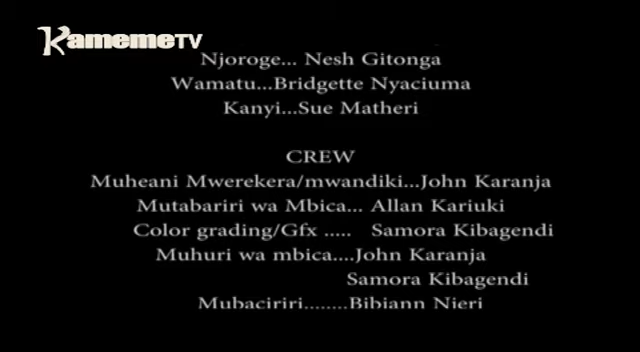 KamemeTV
Njoroge... Nesh Gitonga
Wamatu...Bridgette Nyaciuma
Kanyi...Sue Matheri
CREW
Muheani Mwerekera/mwandiki...John Karanja
Mutabariri wa Mbica... Allan Kariuki
Color grading/Gfx ..... Samora Kibagendi
Muhuri wa mbica....John Karanja
Samora Kibagendi
Mubaciriri........Bibiann Njeri